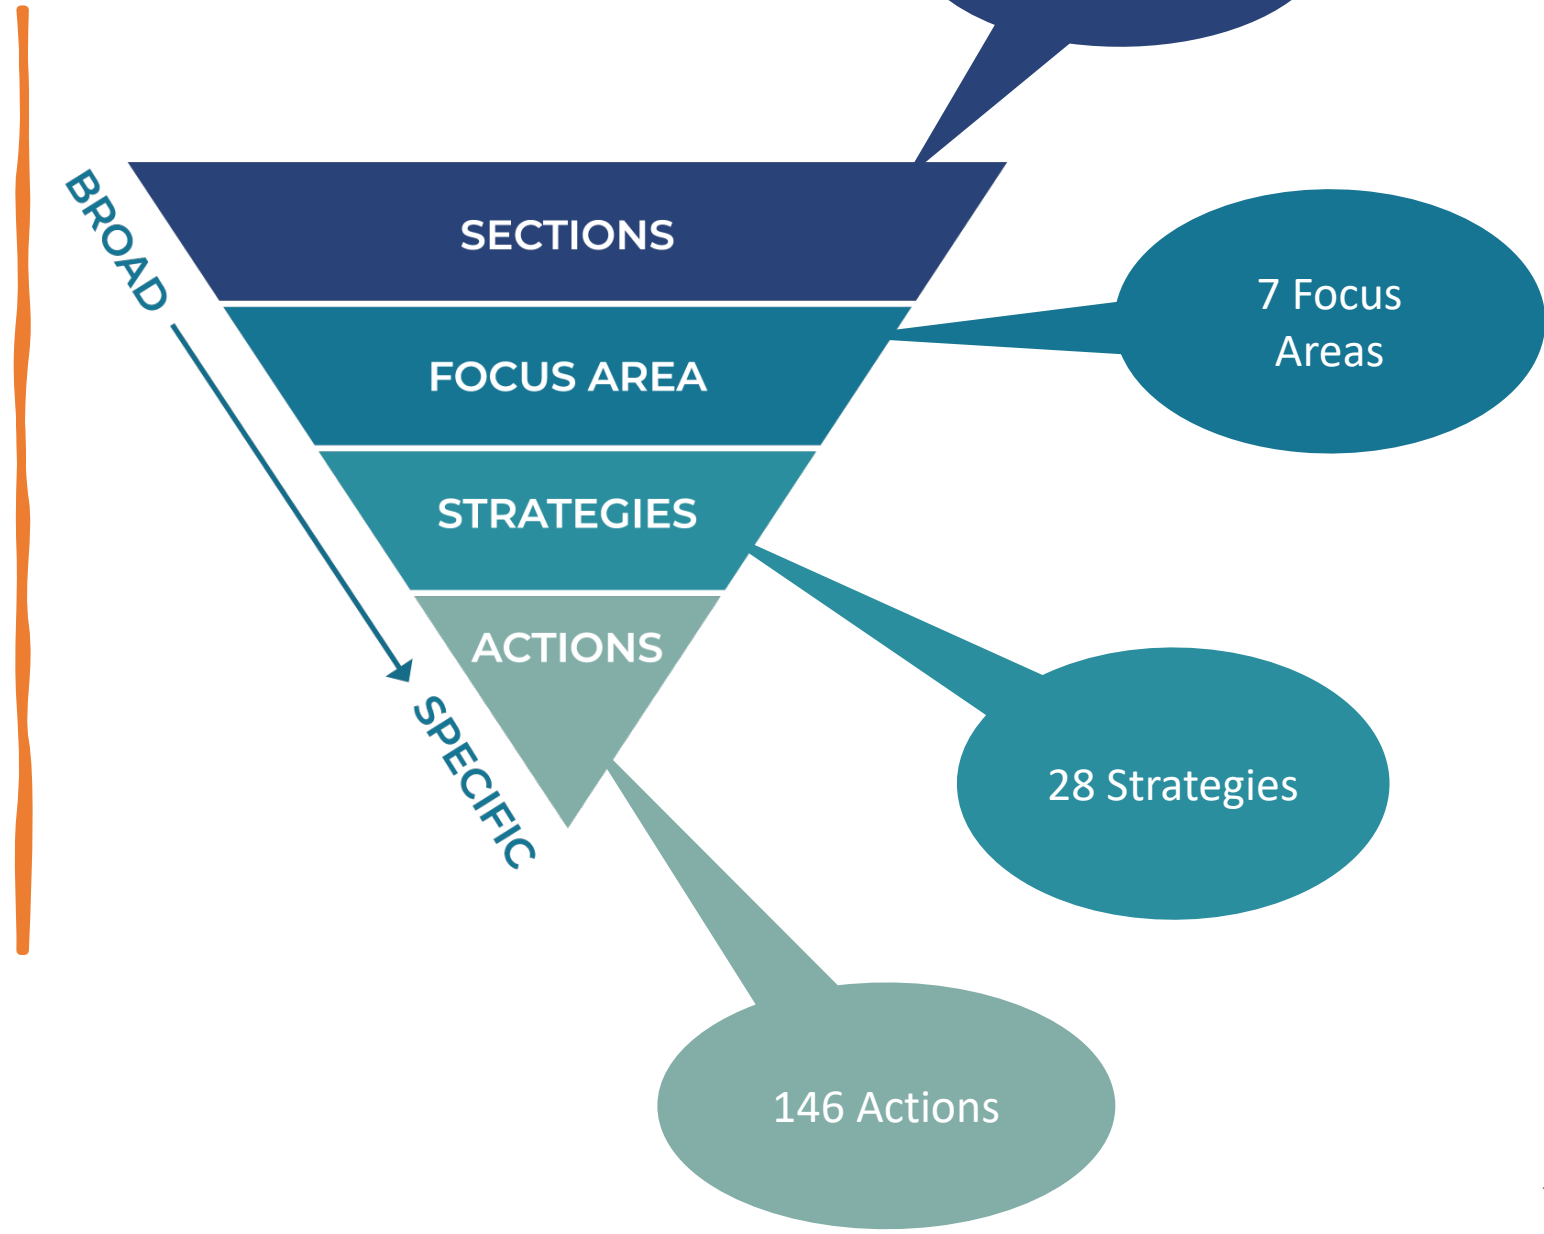 BROAD
SECTIONS
FOCUS AREA
STRATEGIES
ACTIONS
SPECIFIC
7 Focus
Areas
28 Strategies
146 Actions